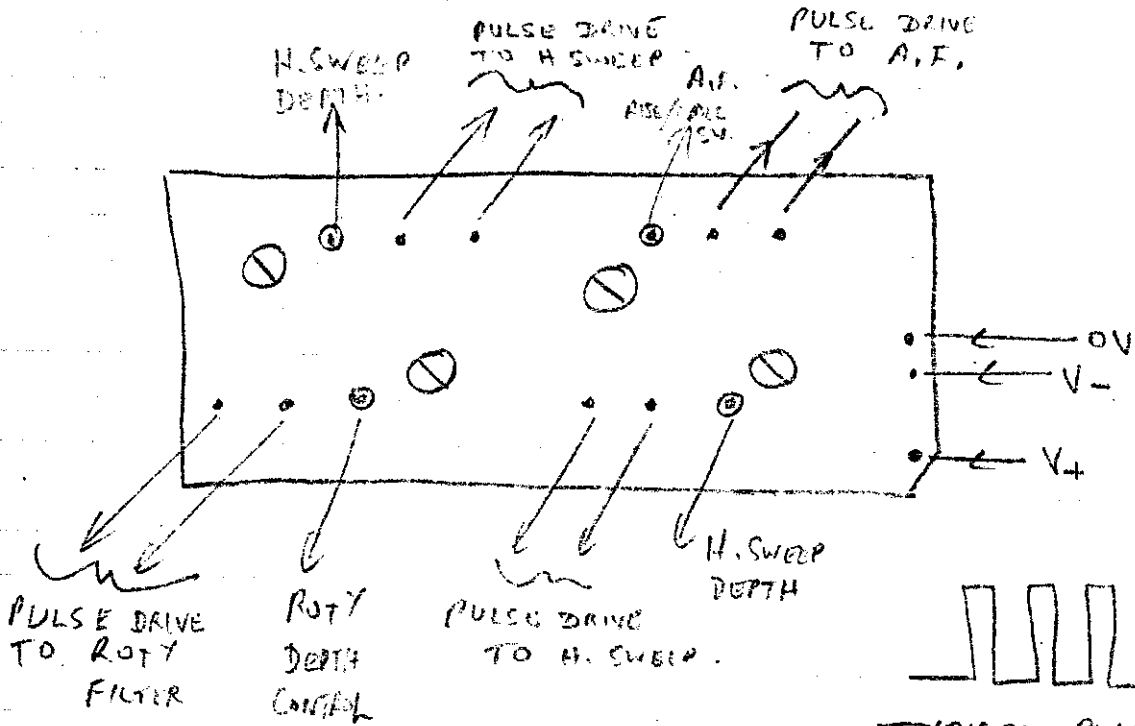 PULSE DRIVE
TO H SWEEP
PULSE DRIVE
TO A.F.
H. SWEEP
DEPTH.
A.F.
SW.
0V
V-
V+
H. SWEEP
DEPTH
PULSE DRIVE
TO ROTY
FILTER
ROTY
DEPTH
CONTROL
PULSE DRIVE
TO H. SWEEP.